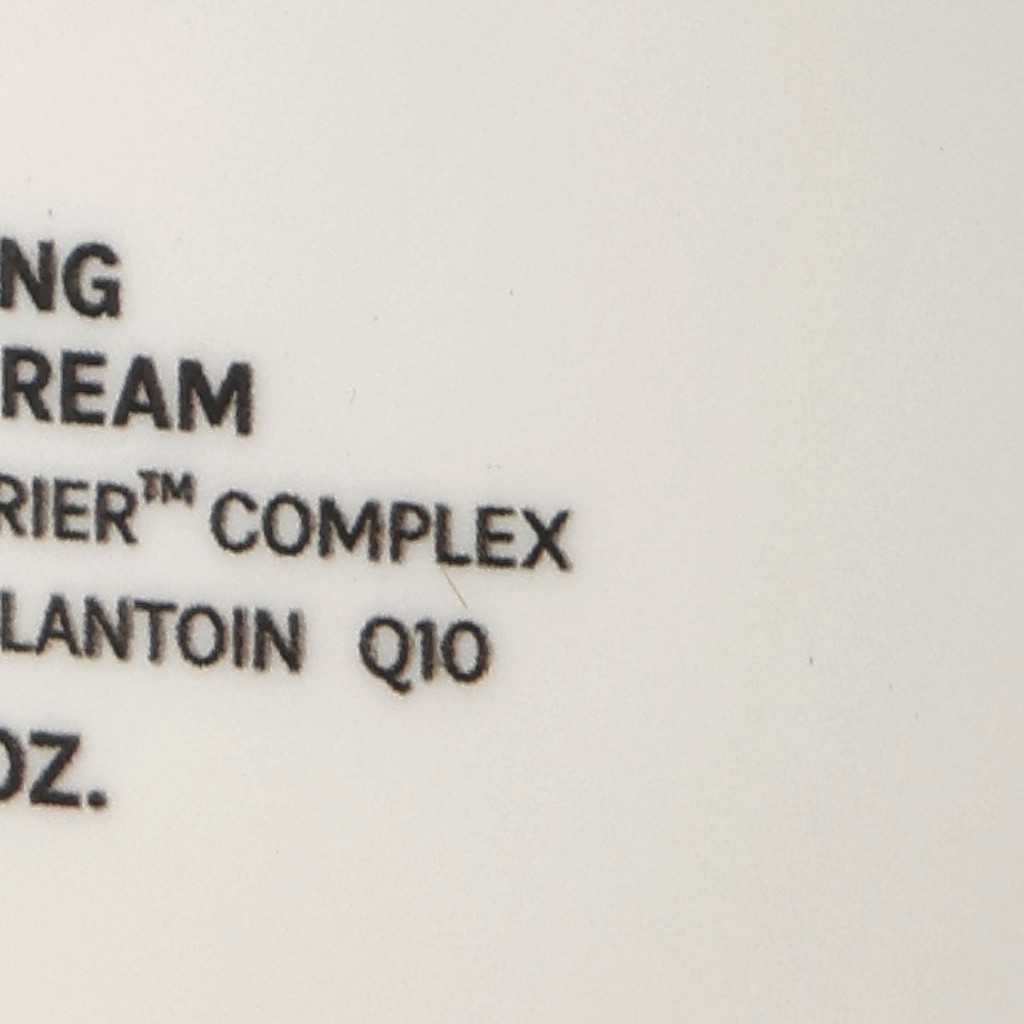 NG
REAM
RIER™ COMPLEX
LANTOIN Q10
OZ.